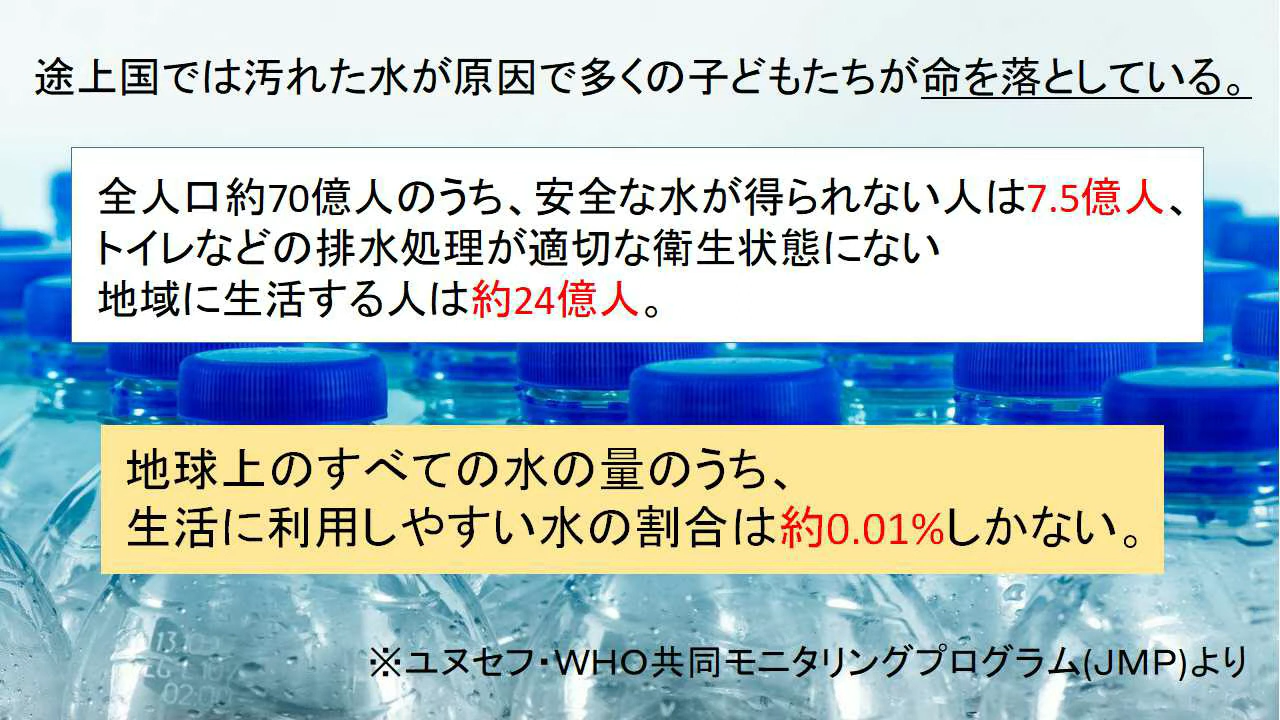 途上国では汚れた水が原因で多くの子どもたちが命を落としている。
全人口約70億人のうち、安全な水が得られない人は7.5億人、
トイレなどの排水処理が適切な衛生状態にない
地域に生活する人は約24億人。
地球上のすべての水の量のうち、
生活に利用しやすい水の割合は約0.01%しかない。
※ユヌセフ・WHO共同モニタリングプログラム(JMP)より